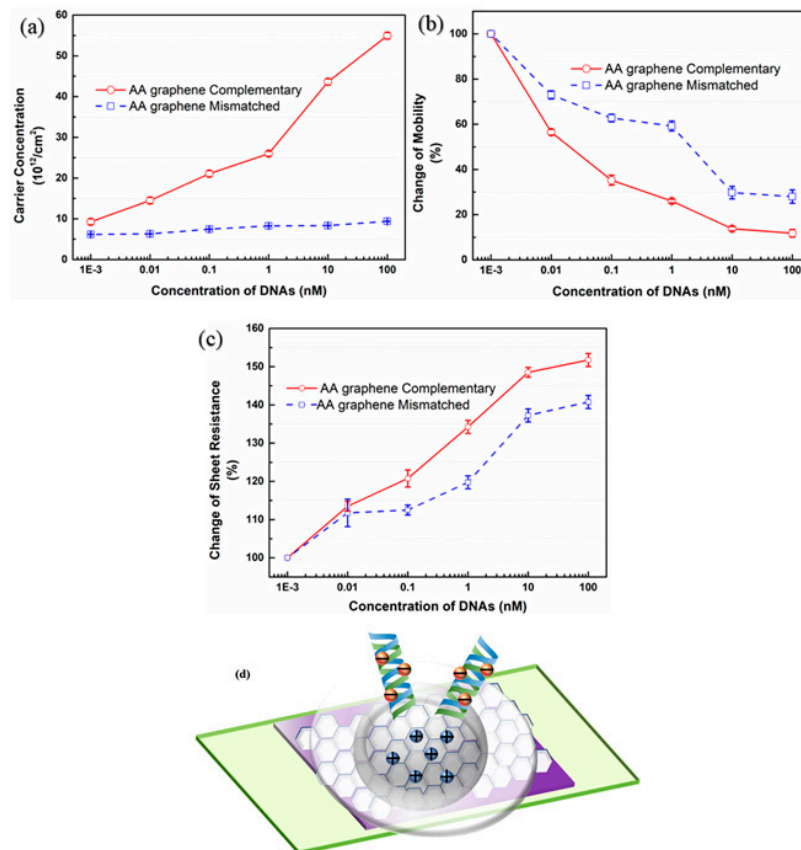 (a)
60
50
40
30
20
10
0
AA graphene Complementary
AA graphene Mismatched
Carrier Concentration
(10¹²/cm²)
1E-3 0.01 0.1 1 10 100
Concentration of DNAs (nM)
(b)
100
80
60
40
20
0
AA graphene Complementary
AA graphene Mismatched
Change of Mobility
(%)
1E-3 0.01 0.1 1 10 100
Concentration of DNAs (nM)
(c)
160
150
140
130
120
110
100
AA graphene Complementary
AA graphene Mismatched
Change of Sheet Resistance
(%)
1E-3 0.01 0.1 1 10 100
Concentration of DNAs (nM)
(d)